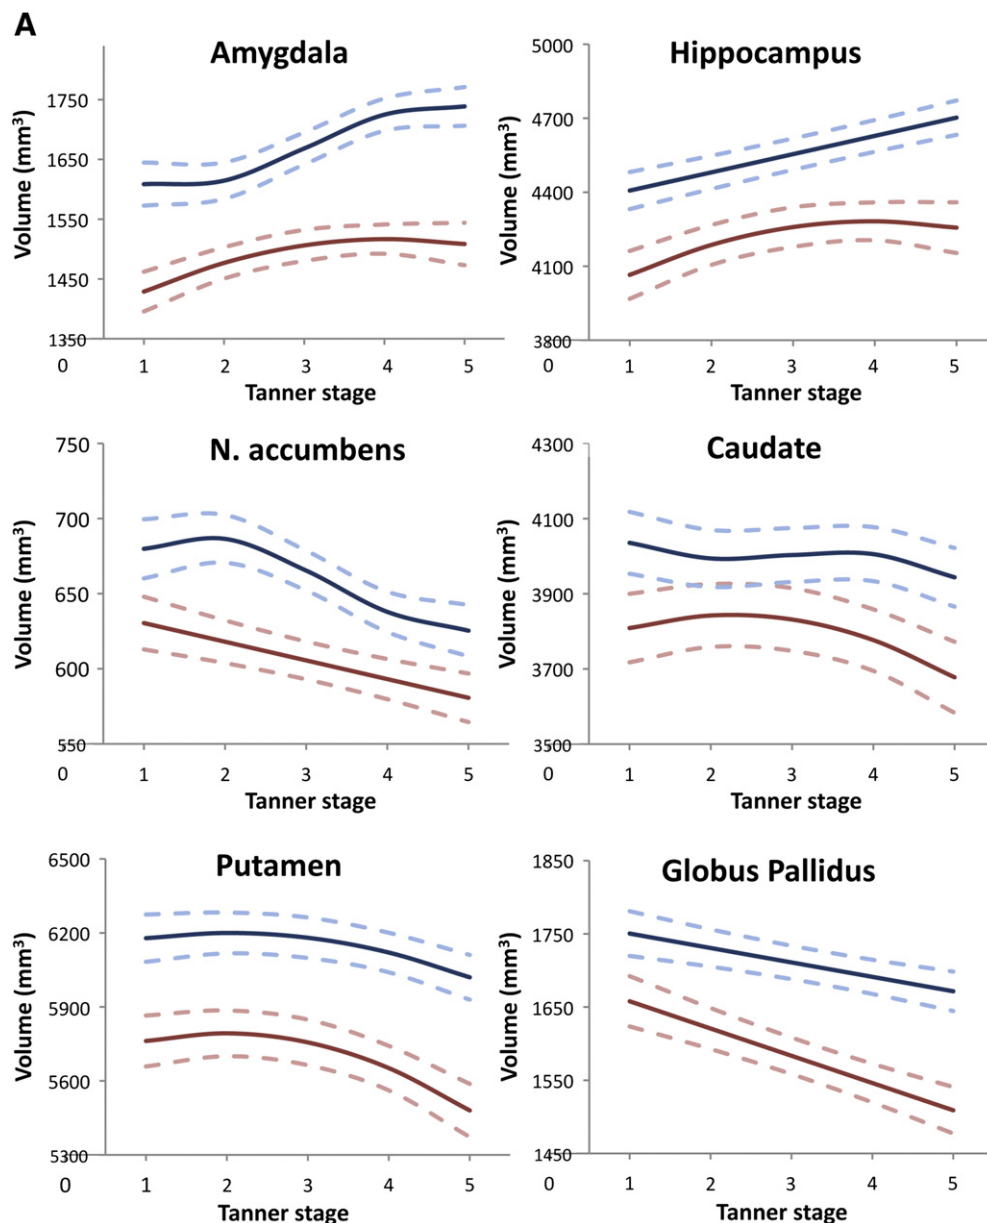 A
Amygdala
Volume (mm³)
1750
1650
1550
1450
1350
0
1 2 3 4 5
Tanner stage
Hippocampus
Volume (mm³)
5000
4700
4400
4100
3800
0
1 2 3 4 5
Tanner stage
N. accumbens
Volume (mm³)
750
700
650
600
550
0
1 2 3 4 5
Tanner stage
Caudate
Volume (mm³)
4300
4100
3900
3700
3500
0
1 2 3 4 5
Tanner stage
Putamen
Volume (mm³)
6500
6200
5900
5600
5300
0
1 2 3 4 5
Tanner stage
Globus Pallidus
Volume (mm³)
1850
1750
1650
1550
1450
0
1 2 3 4 5
Tanner stage